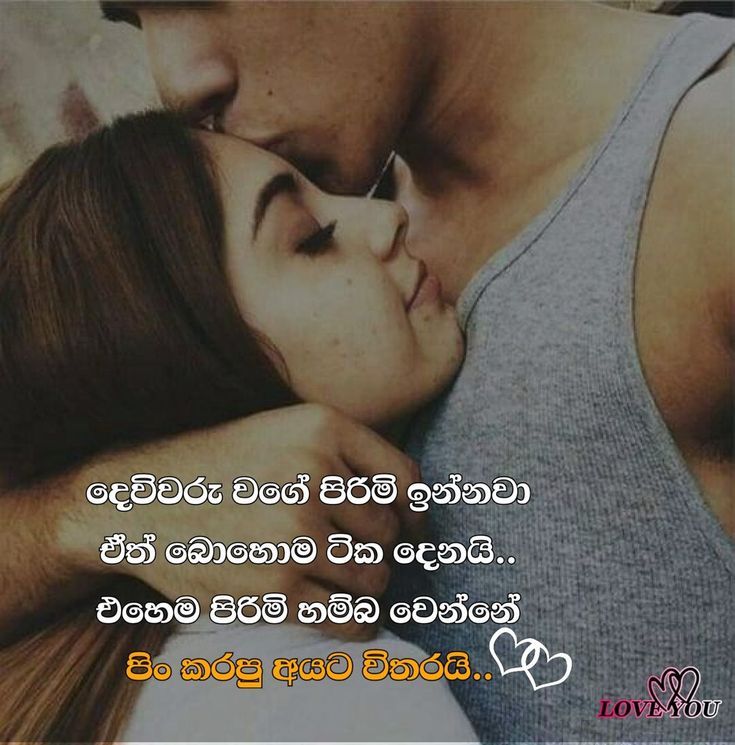 දෙවිවරු වගේ පිරිමි ඉන්නවා
ඒත් බොහොම ටික දෙනයි..
එහෙම පිරිමි හම්බ වෙන්නේ
පිං කරපු අයට විතරයි..
LOVE YOU